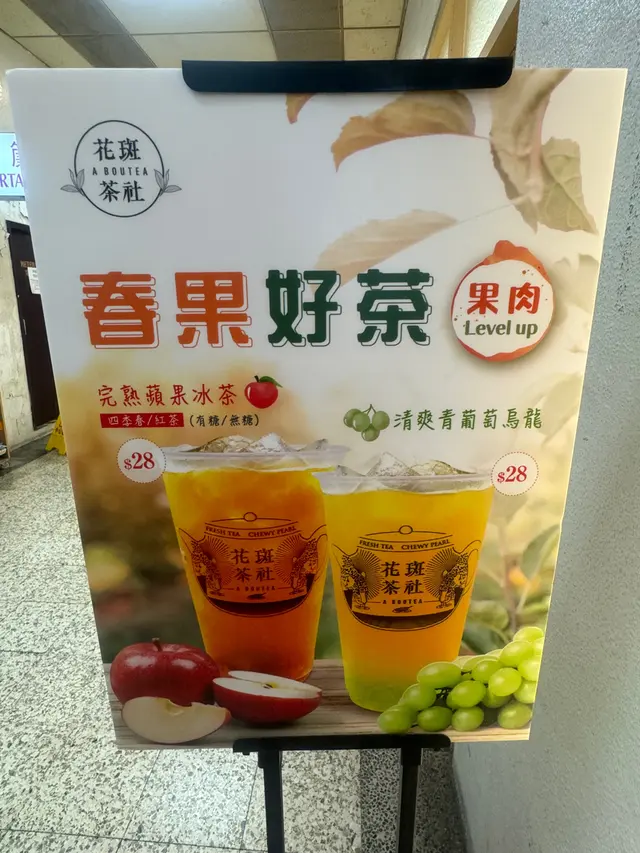 花斑
A BOUTEA
茶社
春果好茶
果肉
Level up
完熟蘋果冰茶
四季春/紅茶 (有糖/無糖)
$28
清爽青葡萄烏龍
$28
FRESH TEA CHEWY PEARL
花斑
茶社
A BOUTEA
FRESH TEA CHEWY PEARL
花斑
茶社
A BOUTEA